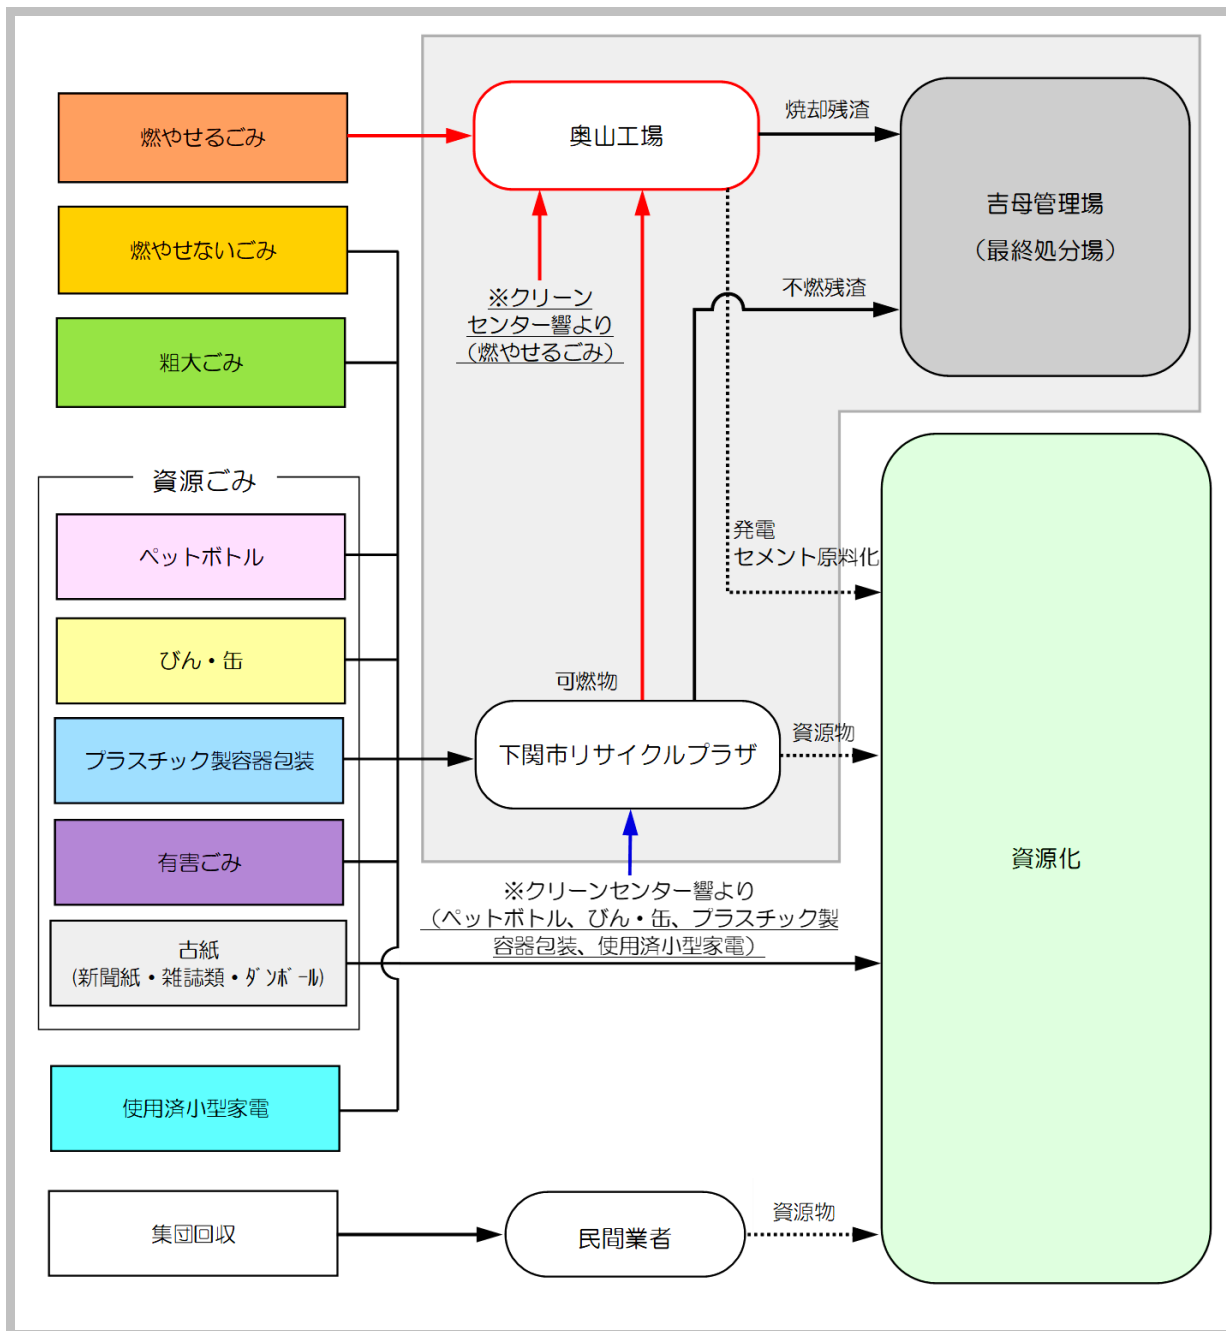 燃やせるごみ
燃やせないごみ
粗大ごみ
資源ごみ
ペットボトル
びん・缶
プラスチック製容器包装
有害ごみ
古紙
(新聞紙・雑誌類・ﾀﾞﾝﾎﾞｰﾙ)
使用済小型家電
集団回収
奥山工場
※クリーン
センター響より
（燃やせるごみ）
可燃物
下関市リサイクルプラザ
※クリーンセンター響より
（ペットボトル、びん・缶、プラスチック製
容器包装、使用済小型家電）
民間業者
焼却残渣
不燃残渣
発電
セメント原料化
資源物
資源物
吉母管理場
（最終処分場）
資源化